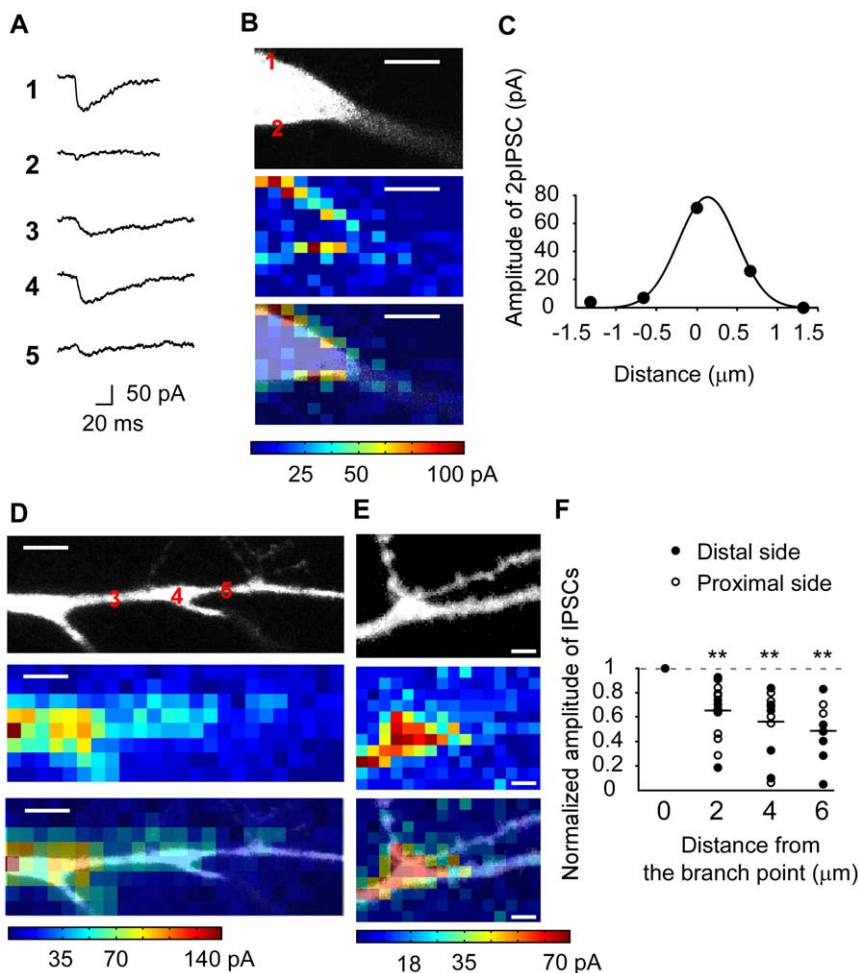 A
1
2
3
4
5
50 pA
20 ms
B
1
2
25 50 100 pA
C
Amplitude of 2pIPSC (pA)
80
60
40
20
0
-1.5 -0.5 0 0.5 1.5
Distance (μm)
D
3 4 5
35 70 140 pA
E
18 35 70 pA
F
Distal side
Proximal side
Normalized amplitude of IPSCs
** ** **
1
0.8
0.6
0.4
0.2
0
0 2 4 6
Distance from
the branch point (μm)